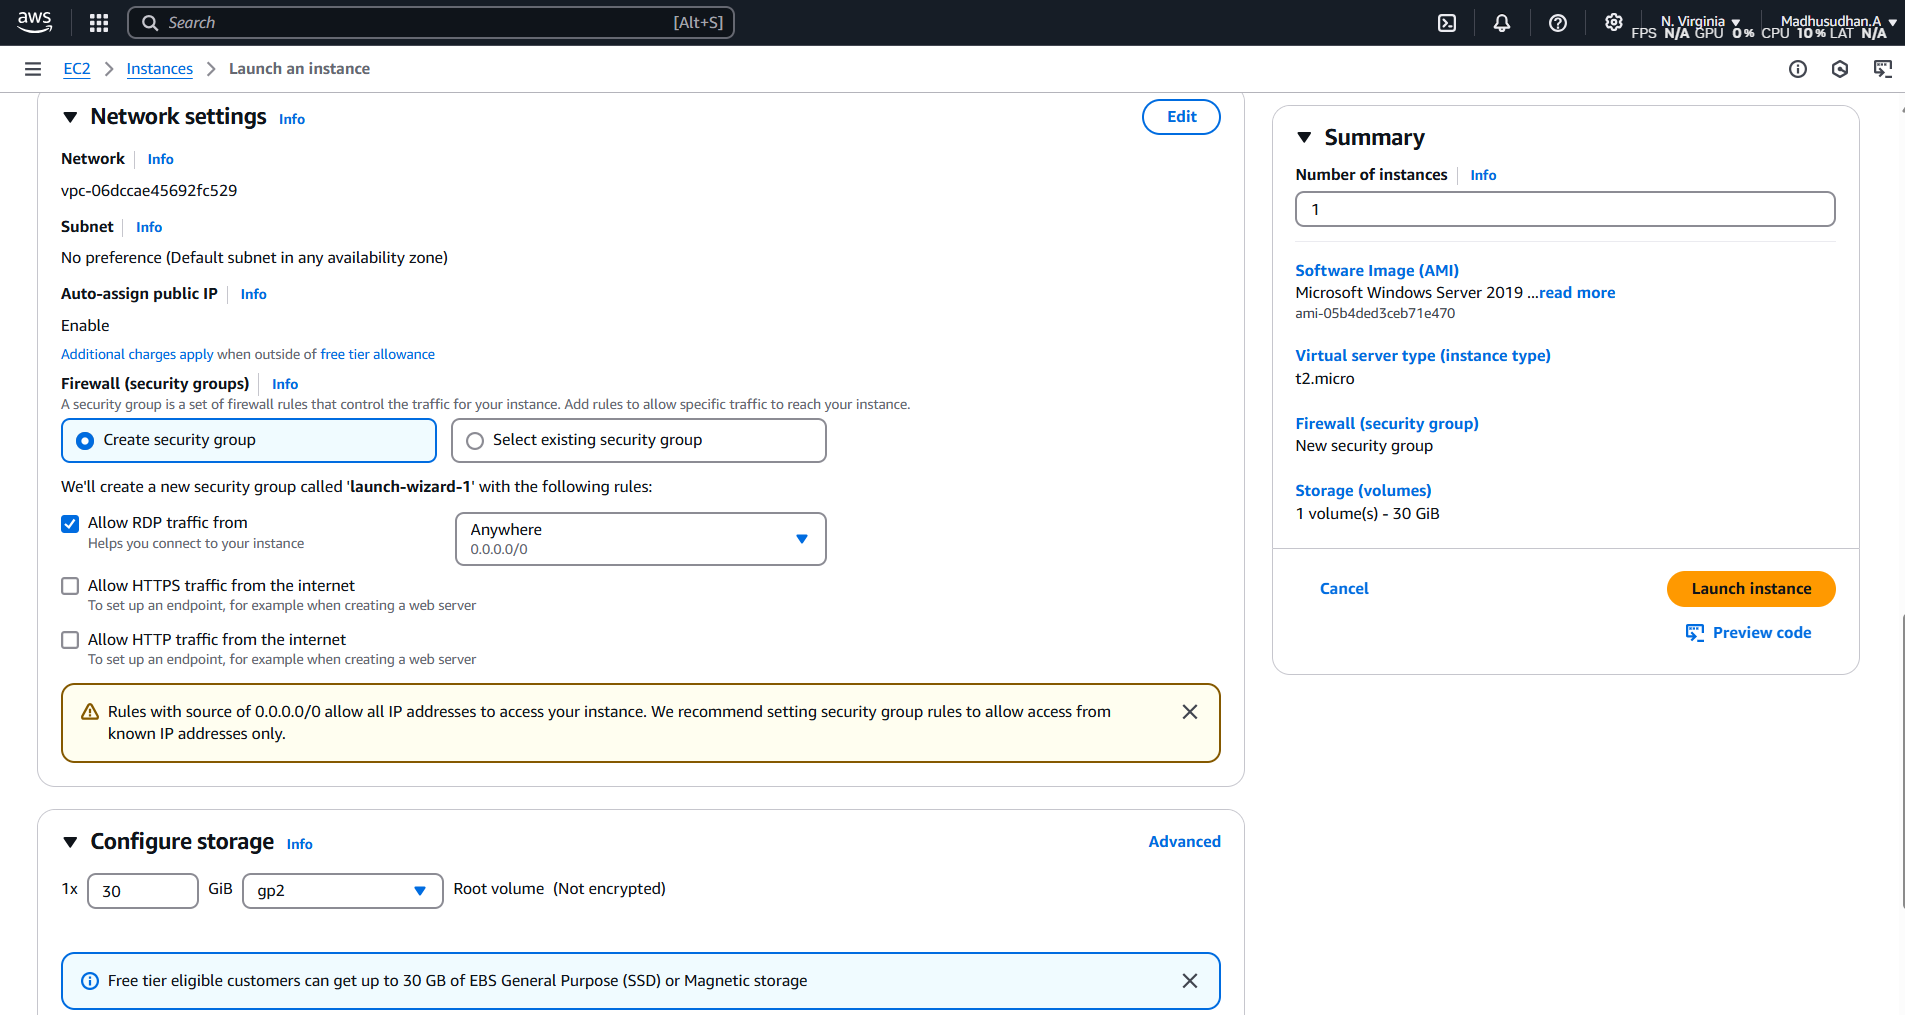 aws
Search [Alt+S]
N. Virginia Madhusudhan.A
FPS N/A GPU 0% CPU 10% LAT N/A
EC2 Instances Launch an instance
Network settings Info Edit
Network Info
vpc-06dccae45692fc529
Subnet Info
No preference (Default subnet in any availability zone)
Auto-assign public IP Info
Enable
Additional charges apply when outside of free tier allowance
Firewall (security groups) Info
A security group is a set of firewall rules that control the traffic for your instance. Add rules to allow specific traffic to reach your instance.
Create security group
Select existing security group
We'll create a new security group called 'launch-wizard-1' with the following rules:
Allow RDP traffic from
Helps you connect to your instance
Anywhere
0.0.0.0/0
Allow HTTPS traffic from the internet
To set up an endpoint, for example when creating a web server
Allow HTTP traffic from the internet
To set up an endpoint, for example when creating a web server
Rules with source of 0.0.0.0/0 allow all IP addresses to access your instance. We recommend setting security group rules to allow access from
known IP addresses only.
Configure storage Info Advanced
1x 30 GiB gp2 Root volume (Not encrypted)
Free tier eligible customers can get up to 30 GB of EBS General Purpose (SSD) or Magnetic storage
Summary
Number of instances Info
1
Software Image (AMI)
Microsoft Windows Server 2019 ...read more
ami-05b4ded3ceb71e470
Virtual server type (instance type)
t2.micro
Firewall (security group)
New security group
Storage (volumes)
1 volume(s) - 30 GiB
Cancel
Launch instance
Preview code